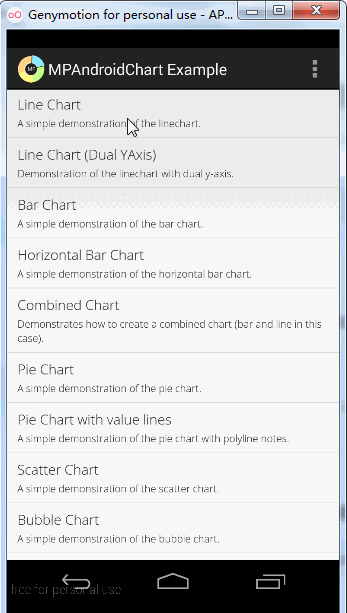 Genymotion for personal use - AP...
MP
MPAndroidChart Example
Line Chart
A simple demonstration of the linechart.
Line Chart (Dual YAxis)
Demonstration of the linechart with dual y-axis.
Bar Chart
A simple demonstration of the bar chart.
Horizontal Bar Chart
A simple demonstration of the horizontal bar chart.
Combined Chart
Demonstrates how to create a combined chart (bar and line in this
case).
Pie Chart
A simple demonstration of the pie chart.
Pie Chart with value lines
A simple demonstration of the pie chart with polyline notes.
Scatter Chart
A simple demonstration of the scatter chart.
Bubble Chart
A simple demonstration of the bubble chart.
free for personal use